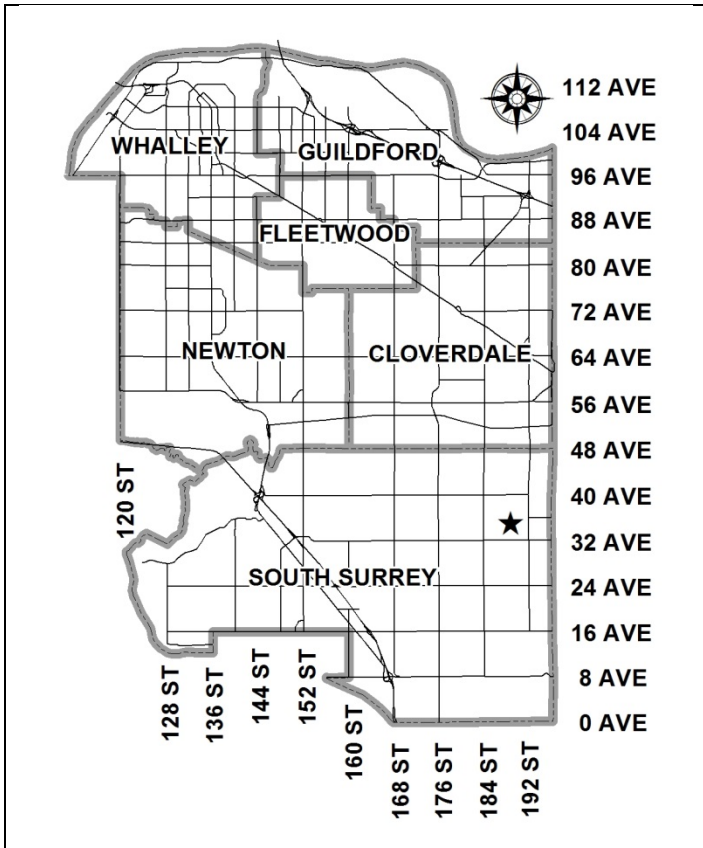 112 AVE
104 AVE
WHALLEY
GUILDFORD
96 AVE
88 AVE
FLEETWOOD
80 AVE
72 AVE
NEWTON
CLOVERDALE
64 AVE
56 AVE
48 AVE
120 ST
40 AVE
32 AVE
SOUTH SURREY
24 AVE
16 AVE
8 AVE
0 AVE
128 ST
136 ST
144 ST
152 ST
160 ST
168 ST
176 ST
184 ST
192 ST